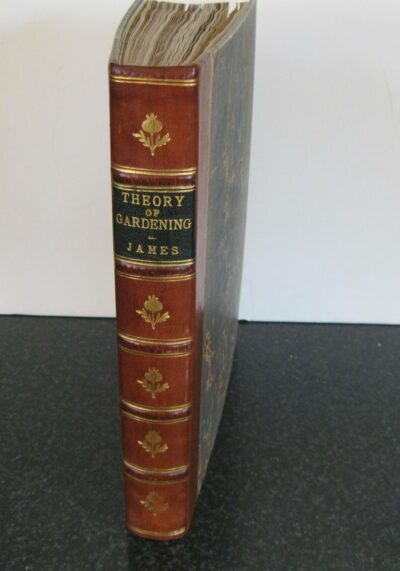 THEORY
OF
GARDENING
JAMES